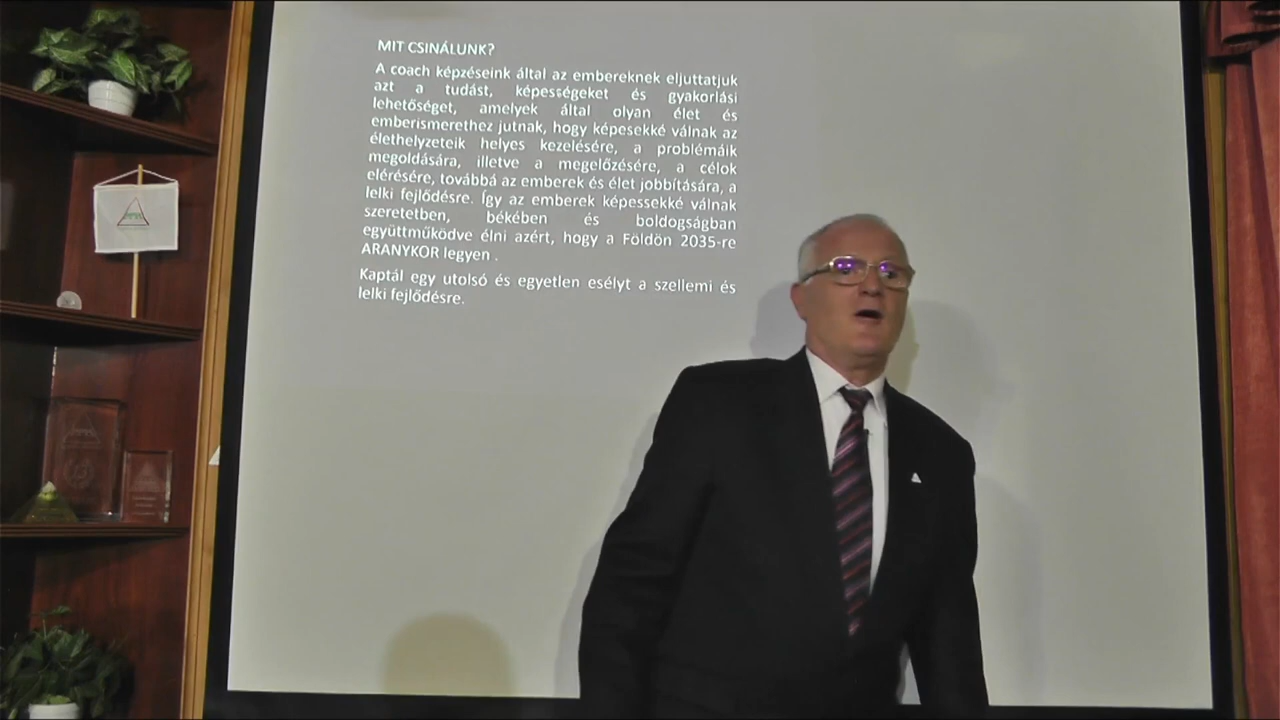 MIT CSINÁLUNK?
A coach képzéseink által az embereknek eljuttatjuk
azt a tudást, képességeket és gyakorlási
lehetőséget, amelyek által olyan élet és
emberismerethez jutnak, hogy képesekké válnak az
élethelyzeteik helyes kezelésére, a problémáik
megoldására, illetve a megelőzésére, a célok
elérésére, továbbá az emberek és élet jobbítására, a
lelki fejlődésre. Így az emberek képessekké válnak
szeretetben, békében és boldogságban
együttműködve élni azért, hogy a Földön 2035-re
ARANYKOR legyen .
Kaptál egy utolsó és egyetlen esélyt a szellemi és
lelki fejlődésre.